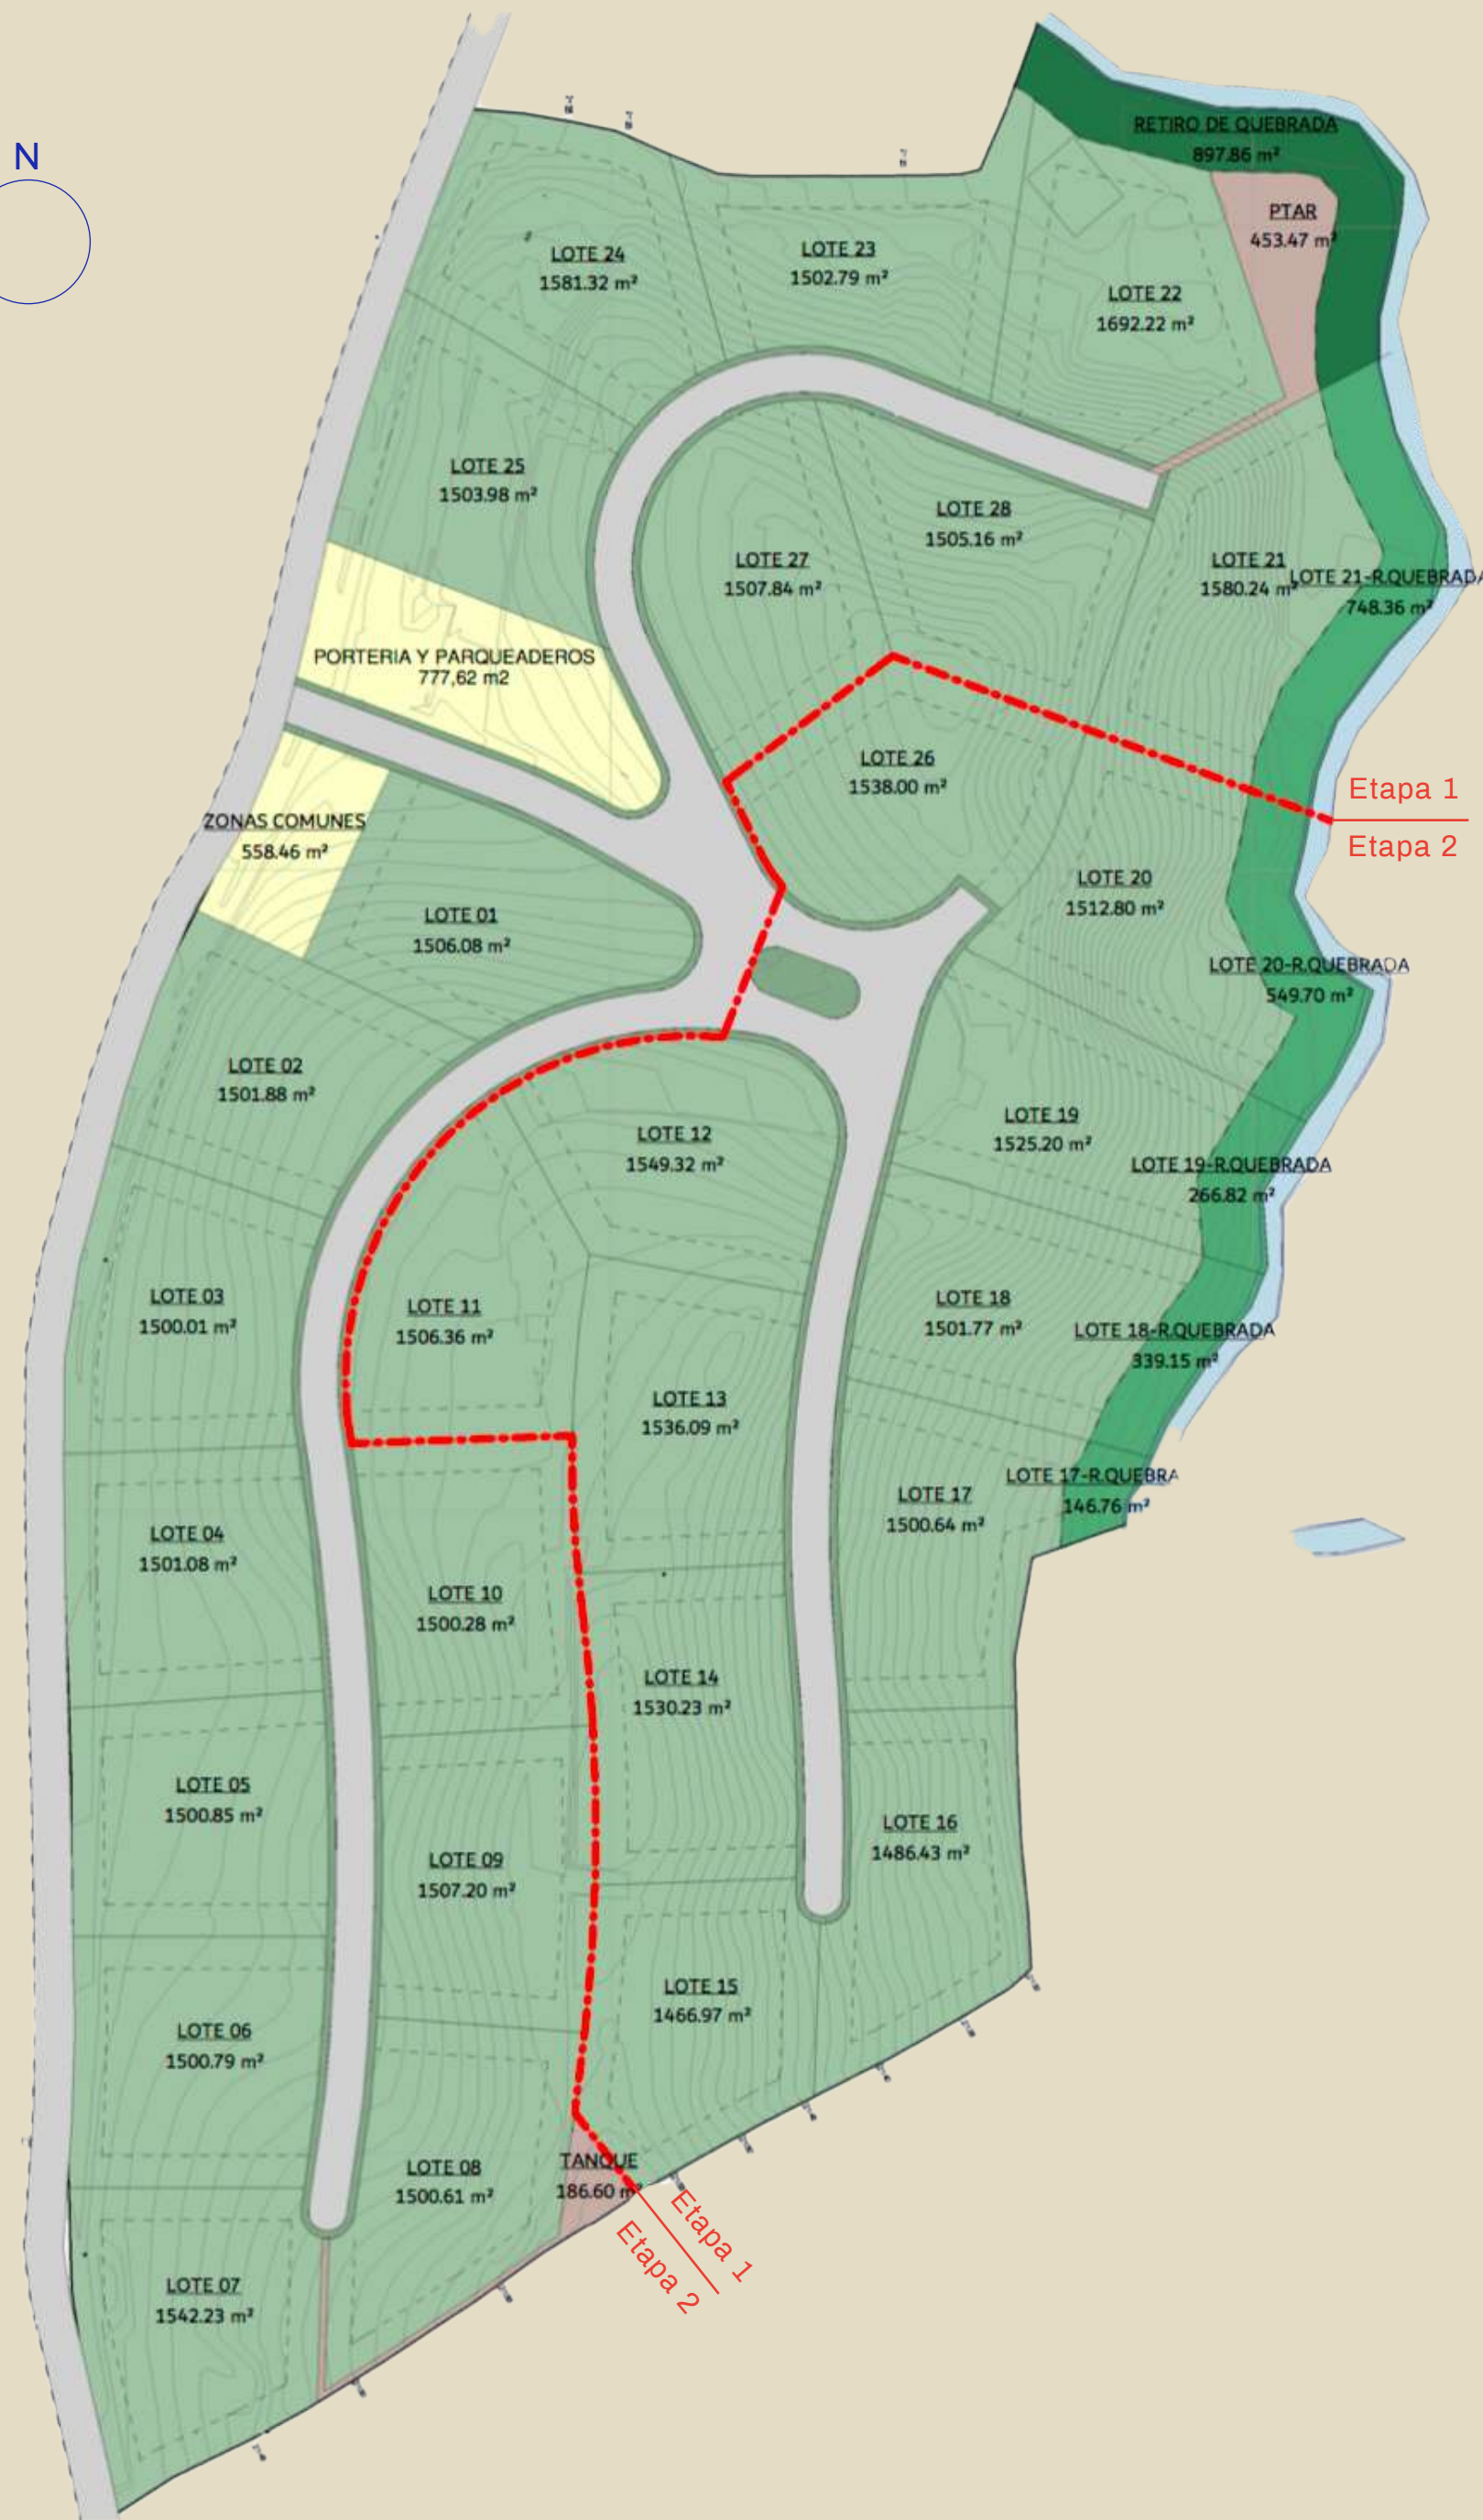 N
RETIRO DE QUEBRADA
897.86 m²
PTAR
453.47 m²
LOTE 24
1581.32 m²
LOTE 23
1502.79 m²
LOTE 22
1692.22 m²
LOTE 25
1503.98 m²
LOTE 28
1505.16 m²
LOTE 27
1507.84 m²
LOTE 21
1580.24 m²
LOTE 21-R.QUEBRADA
748.36 m²
PORTERIA Y PARQUEADEROS
777,62 m2
LOTE 26
1538.00 m²
Etapa 1
Etapa 2
ZONAS COMUNES
558.46 m²
LOTE 01
1506.08 m²
LOTE 20
1512.80 m²
LOTE 20-R.QUEBRADA
549.70 m²
LOTE 02
1501.88 m²
LOTE 12
1549.32 m²
LOTE 19
1525.20 m²
LOTE 19-R.QUEBRADA
266.82 m²
LOTE 03
1500.01 m²
LOTE 11
1506.36 m²
LOTE 18
1501.77 m²
LOTE 18-R.QUEBRADA
339.15 m²
LOTE 13
1536.09 m²
LOTE 17
1500.64 m²
LOTE 17-R.QUEBRA
146.76 m²
LOTE 04
1501.08 m²
LOTE 10
1500.28 m²
LOTE 14
1530.23 m²
LOTE 05
1500.85 m²
LOTE 09
1507.20 m²
LOTE 16
1486.43 m²
LOTE 15
1466.97 m²
LOTE 06
1500.79 m²
LOTE 08
1500.61 m²
TANQUE
186.60 m²
Etapa 1
Etapa 2
LOTE 07
1542.23 m²